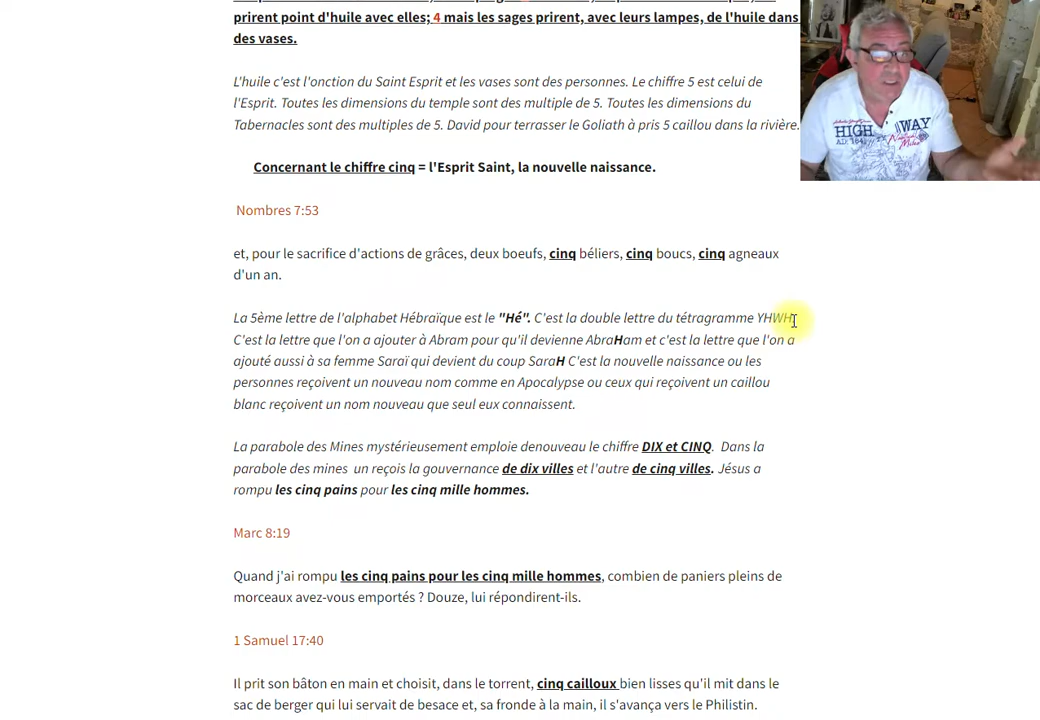 prirent point d'huile avec elles; 4 mais les sages prirent, avec leurs lampes, de l'huile dans
des vases.
L'huile c'est l'onction du Saint Esprit et les vases sont des personnes. Le chiffre 5 est celui de
l'Esprit. Toutes les dimensions du temple sont des multiple de 5. Toutes les dimensions du
Tabernacles sont des multiples de 5. David pour terrasser le Goliath à pris 5 caillou dans la rivière.
Concernant le chiffre cinq = l'Esprit Saint, la nouvelle naissance.
Nombres 7:53
et, pour le sacrifice d'actions de grâces, deux boeufs, cinq béliers, cinq boucs, cinq agneaux
d'un an.
La 5ème lettre de l'alphabet Hébraïque est le "Hé". C'est la double lettre du tétragramme YHWH.
C'est la lettre que l'on a ajouter à Abram pour qu'il devienne AbraHam et c'est la lettre que l'on a
ajouté aussi à sa femme Saraï qui devient du coup SaraH C'est la nouvelle naissance ou les
personnes reçoivent un nouveau nom comme en Apocalypse ou ceux qui reçoivent un caillou
blanc reçoivent un nom nouveau que seul eux connaissent.
La parabole des Mines mystérieusement emploie denouveau le chiffre DIX et CINQ. Dans la
parabole des mines un reçois la gouvernance de dix villes et l'autre de cinq villes. Jésus a
rompu les cinq pains pour les cinq mille hommes.
Marc 8:19
Quand j'ai rompu les cinq pains pour les cinq mille hommes, combien de paniers pleins de
morceaux avez-vous emportés ? Douze, lui répondirent-ils.
1 Samuel 17:40
Il prit son bâton en main et choisit, dans le torrent, cinq cailloux bien lisses qu'il mit dans le
sac de berger qui lui servait de besace et, sa fronde à la main, il s'avança vers le Philistin.
HIGH WAY